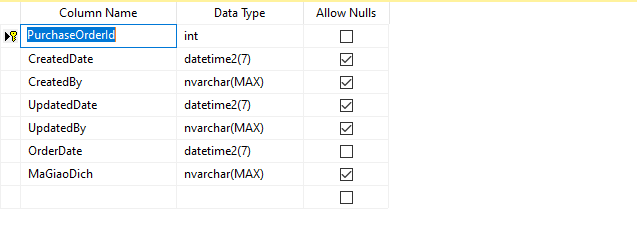 Column Name Data Type Allow Nulls
PurchaseOrderId int
CreatedDate datetime2(7)
CreatedBy nvarchar(MAX)
UpdatedDate datetime2(7)
UpdatedBy nvarchar(MAX)
OrderDate datetime2(7)
MaGiaoDich nvarchar(MAX)